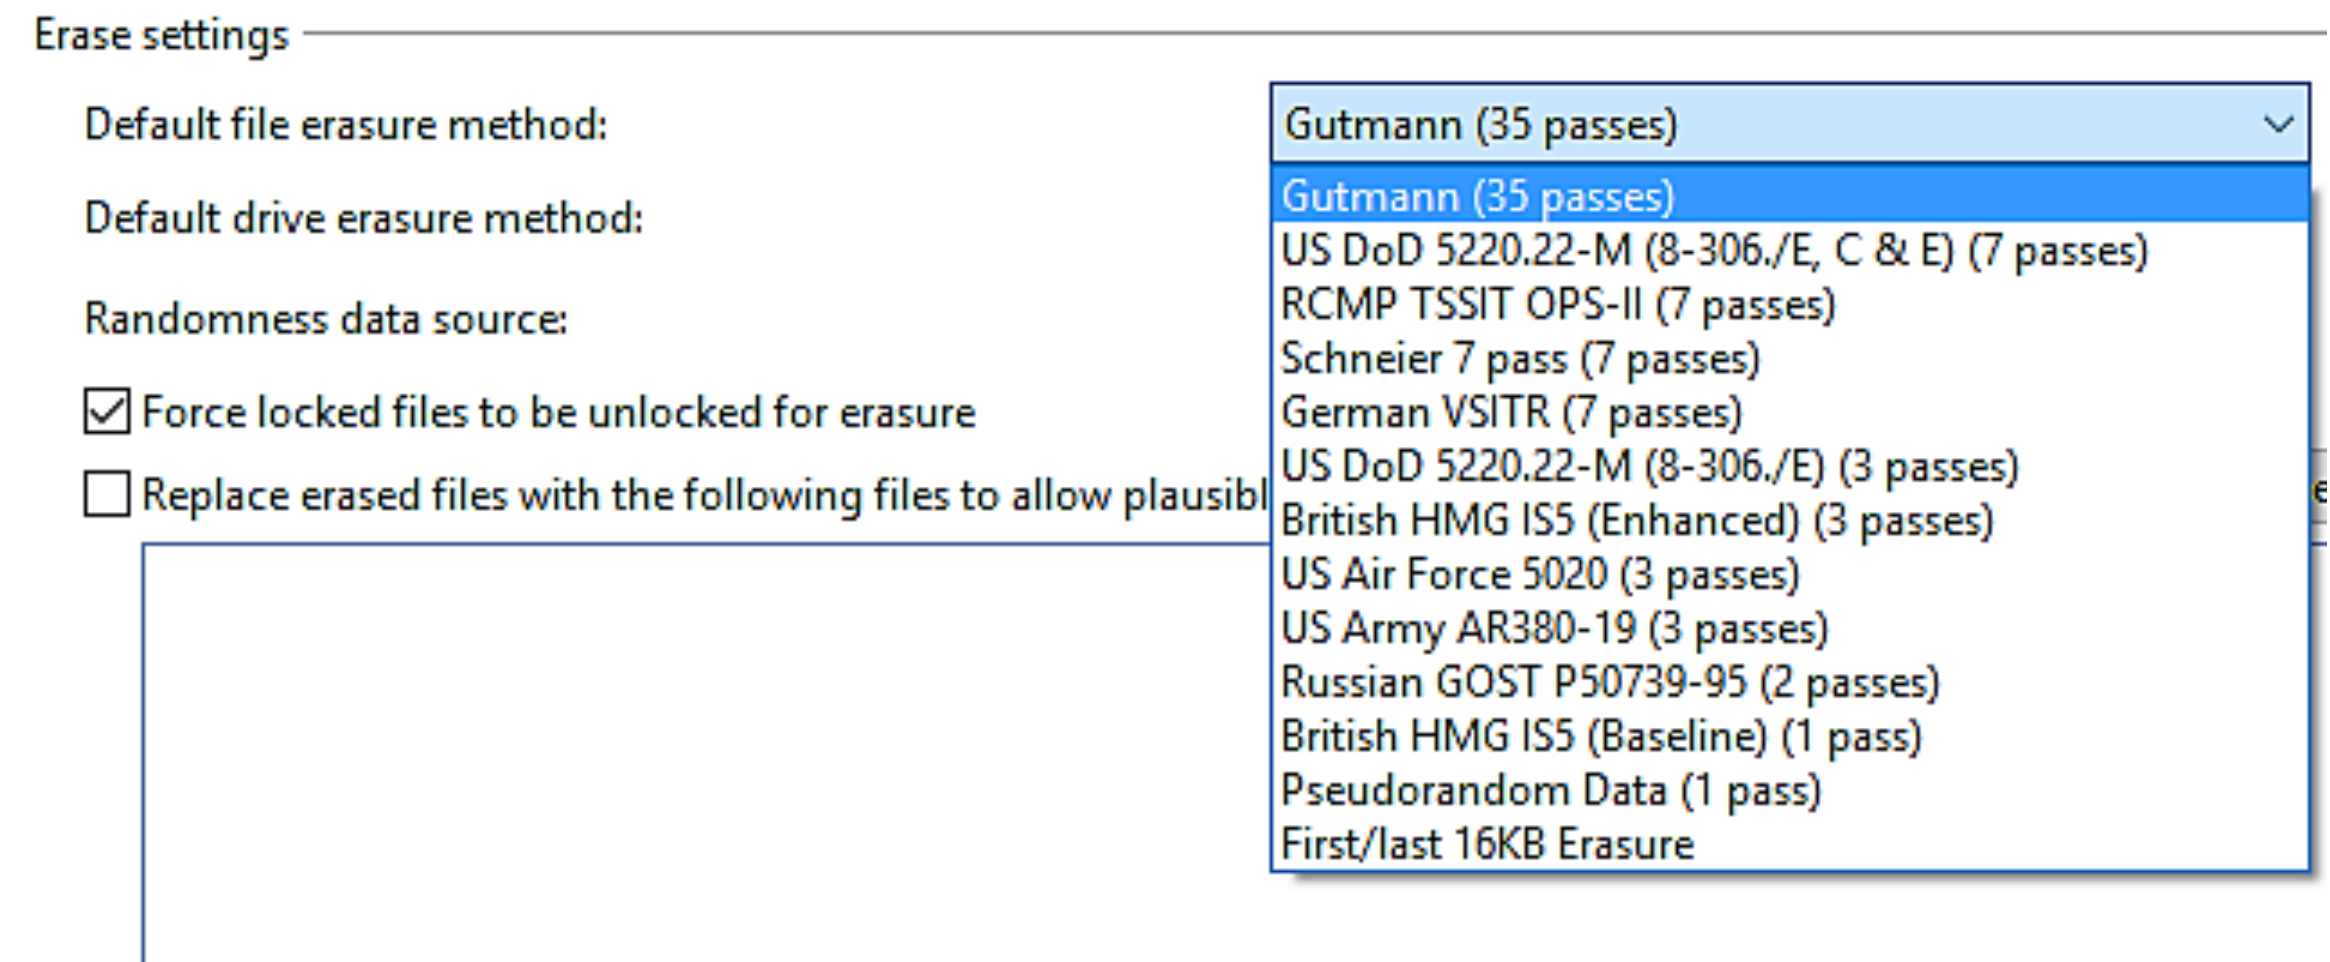 Erase settings
Default file erasure method:
Gutmann (35 passes)
Gutmann (35 passes)
US DoD 5220.22-M (8-306./E, C & E) (7 passes)
RCMP TSSIT OPS-II (7 passes)
Schneier 7 pass (7 passes)
German VSITR (7 passes)
US DoD 5220.22-M (8-306./E) (3 passes)
British HMG IS5 (Enhanced) (3 passes)
US Air Force 5020 (3 passes)
US Army AR380-19 (3 passes)
Russian GOST P50739-95 (2 passes)
British HMG IS5 (Baseline) (1 pass)
Pseudorandom Data (1 pass)
First/last 16KB Erasure
Default drive erasure method:
Randomness data source:
Force locked files to be unlocked for erasure
Replace erased files with the following files to allow